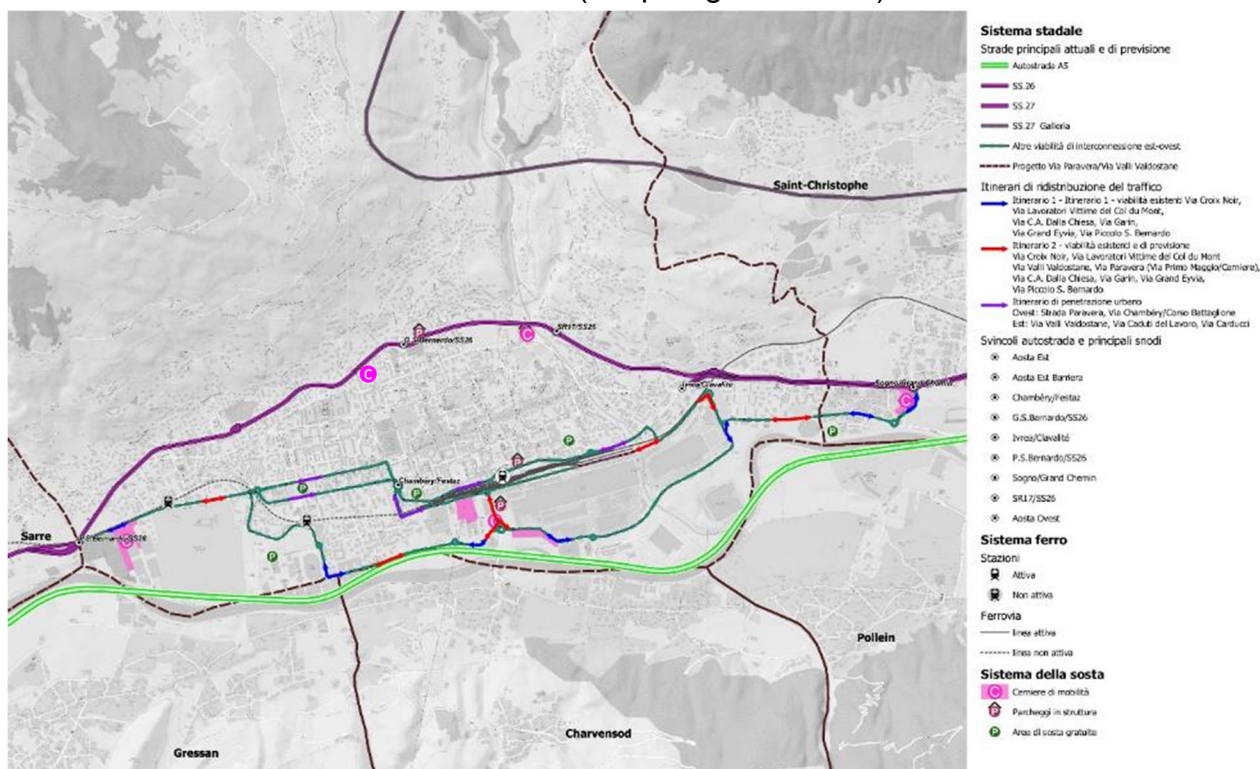 Sistema stadale
Strade principali attuali e di previsione
Autostrada A5
SS.26
SS.27
SS.27 Galleria
Altre viabilità di interconnessione est-ovest
Progetto Via Paravera/Via Valli Valdostane
Itinerari di ridistribuzione del traffico
Itinerario 1 - Itinerario 1 - viabilità esistenti Via Croix Noir,
Via Lavoratori Vittime del Col du Mont,
Via C.A. Dalla Chiesa, Via Garin,
Via Grand Eyvia, Via Piccolo S. Bernardo
Itinerario 2 - viabilità esistenti e di previsione
Via Croix Noir, Via Lavoratori Vittime del Col du Mont
Via Valli Valdostane, Via Paravera (Via Primo Maggio/Cerniere),
Via C.A. Dalla Chiesa, Via Garin, Via Grand Eyvia,
Via Piccolo S. Bernardo
Itinerario di penetrazione urbano
Ovest: Strada Paravera, Via Chambéry/Corso Battaglione
Est: Via Valli Valdostane, Via Caduti del Lavoro, Via Carducci
Svincoli autostrada e principali snodi
Aosta Est
Aosta Est Barriera
Chambéry/Festaz
G.S.Bernardo/SS26
Ivrea/Clavalité
P.S.Bernardo/SS26
Sogno/Grand Chemin
SR17/SS26
Aosta Ovest
Sistema ferro
Stazioni
Attiva
Non attiva
Ferrovia
linea attiva
linea non attiva
Sistema della sosta
C Cerniere di mobilità
P Parcheggi in struttura
P Aree di sosta gratuite
Saint-Christophe
SR17/SS26
P
C
Bernardo/SS26
C
Ivrea/Clavalité
C
P
P
P
Chambéry/Festaz
P
P
P
Sarre
C
P
Pollein
Charvensod
Gressan